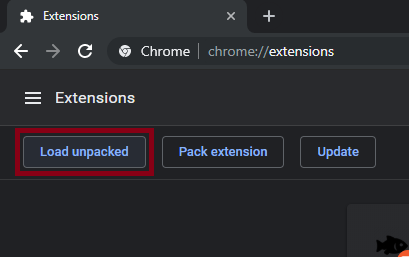 Extensions
Chrome | chrome://extensions
Extensions
Load unpacked Pack extension Update